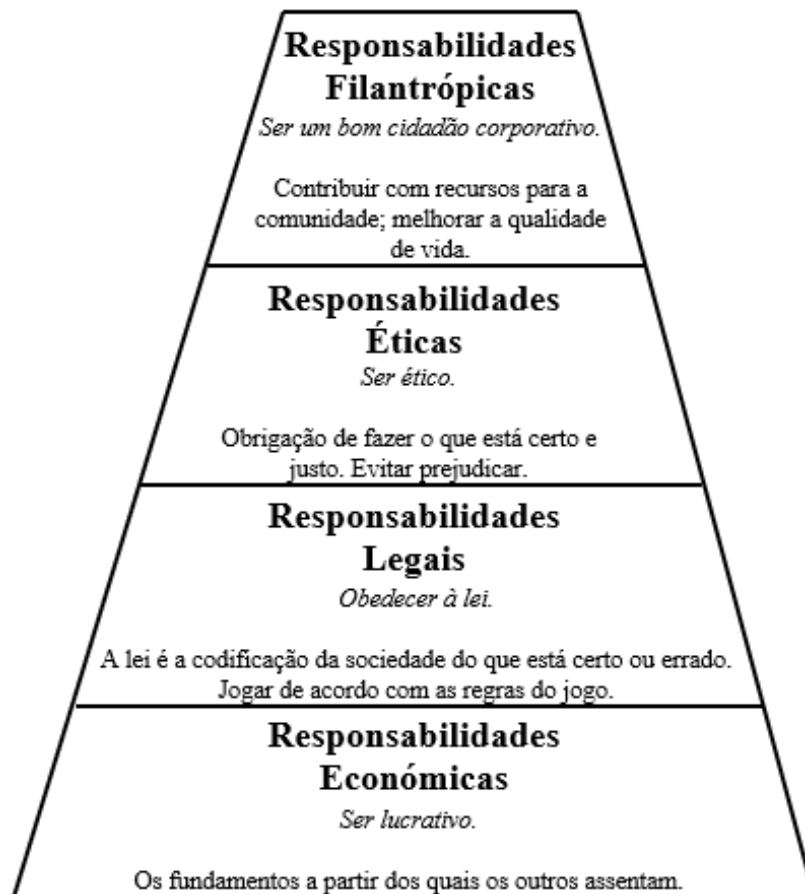 Responsabilidades
Filantrópicas
Ser um bom cidadão corporativo.
Contribuir com recursos para a
comunidade; melhorar a qualidade
de vida.
Responsabilidades
Éticas
Ser ético.
Obrigação de fazer o que está certo e
justo. Evitar prejudicar.
Responsabilidades
Legais
Obedecer à lei.
A lei é a codificação da sociedade do que está certo ou errado.
Jogar de acordo com as regras do jogo.
Responsabilidades
Económicas
Ser lucrativo.
Os fundamentos a partir dos quais os outros assentam.